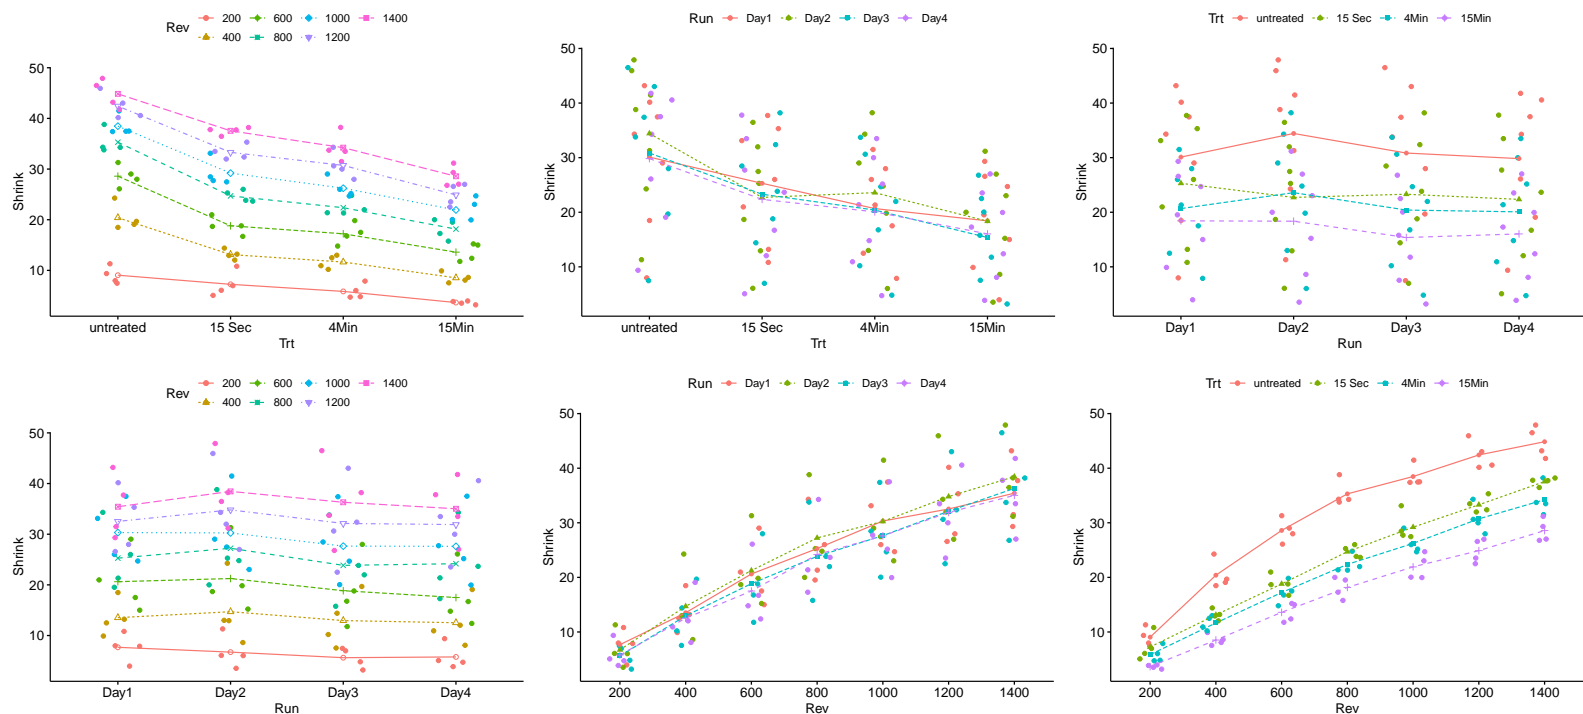 Rev 200 600 1000 1400
400 800 1200
Shrink
50
40
30
20
10
untreated 15 Sec 4Min 15Min
Trt
Run Day1 Day2 Day3 Day4
Shrink
50
40
30
20
10
untreated 15 Sec 4Min 15Min
Trt
Trt untreated 15 Sec 4Min 15Min
Shrink
50
40
30
20
10
Day1 Day2 Day3 Day4
Run
Rev 200 600 1000 1400
400 800 1200
Shrink
50
40
30
20
10
Day1 Day2 Day3 Day4
Run
Run Day1 Day2 Day3 Day4
Shrink
50
40
30
20
10
200 400 600 800 1000 1200 1400
Rev
Trt untreated 15 Sec 4Min 15Min
Shrink
50
40
30
20
10
200 400 600 800 1000 1200 1400
Rev